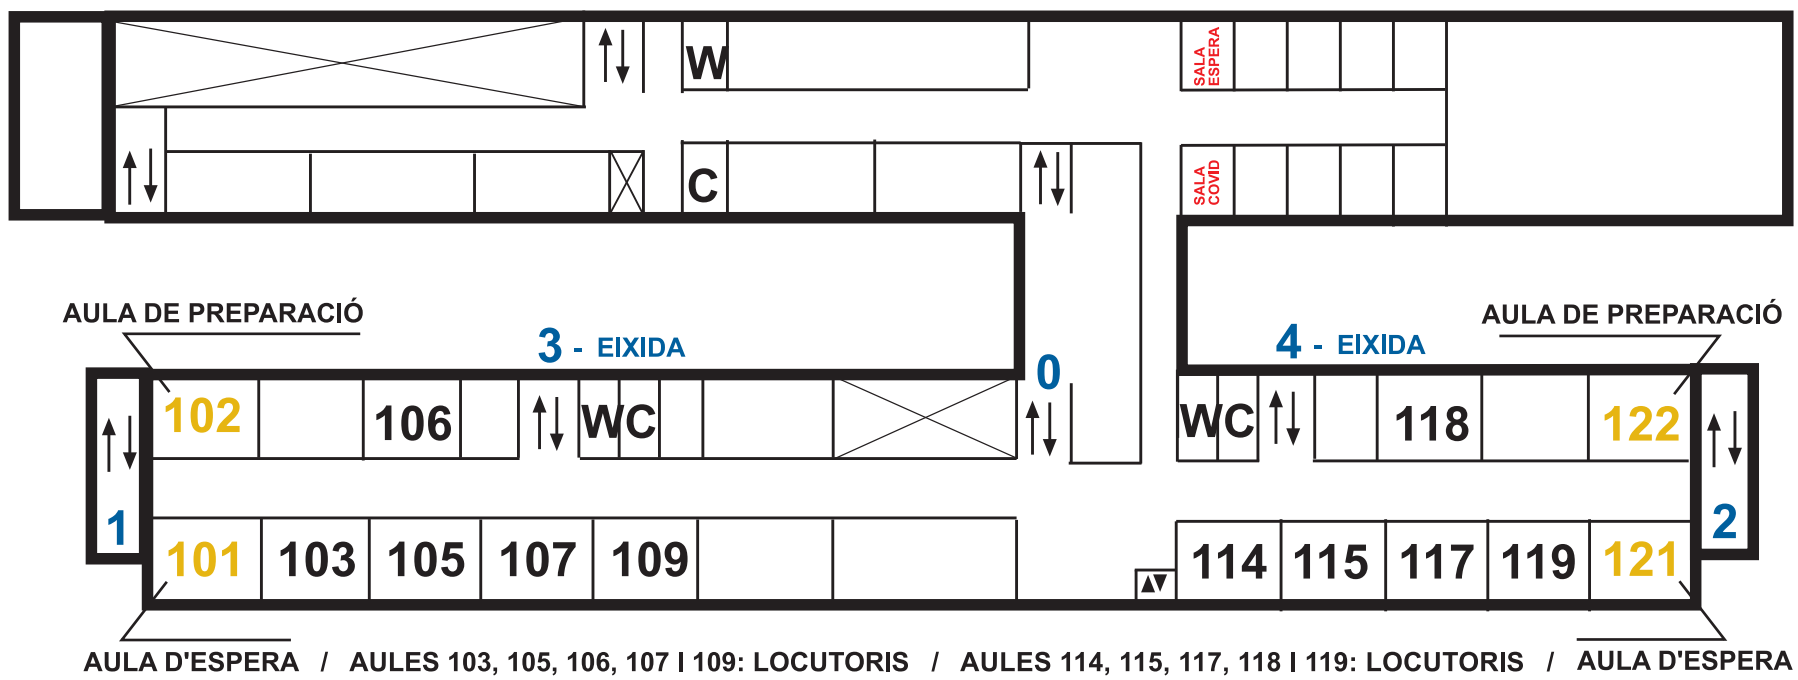 W
SALA
ESPERA
C
SALA
COVID
AULA DE PREPARACIÓ
3 - EIXIDA
0
4 - EIXIDA
AULA DE PREPARACIÓ
102
106
WC
WC
118
122
1
2
101
103
105
107
109
114
115
117
119
121
AULA D'ESPERA / AULES 103, 105, 106, 107 I 109: LOCUTORIS / AULES 114, 115, 117, 118 I 119: LOCUTORIS / AULA D'ESPERA